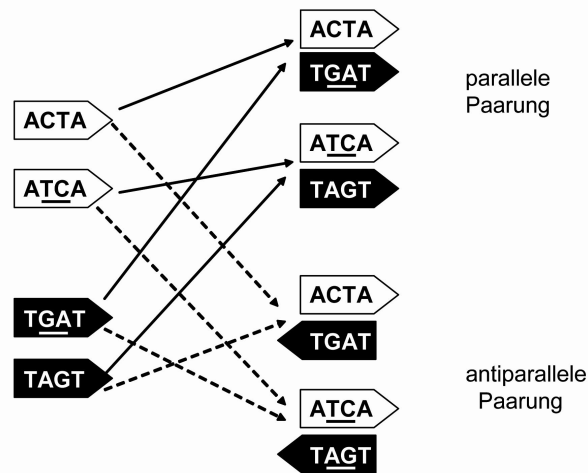 ACTA
ATCA
TGAT
TAGT
ACTA
TGAT
ATCA
TAGT
parallele
Paarung
ACTA
TGAT
ATCA
TAGT
antiparallele
Paarung